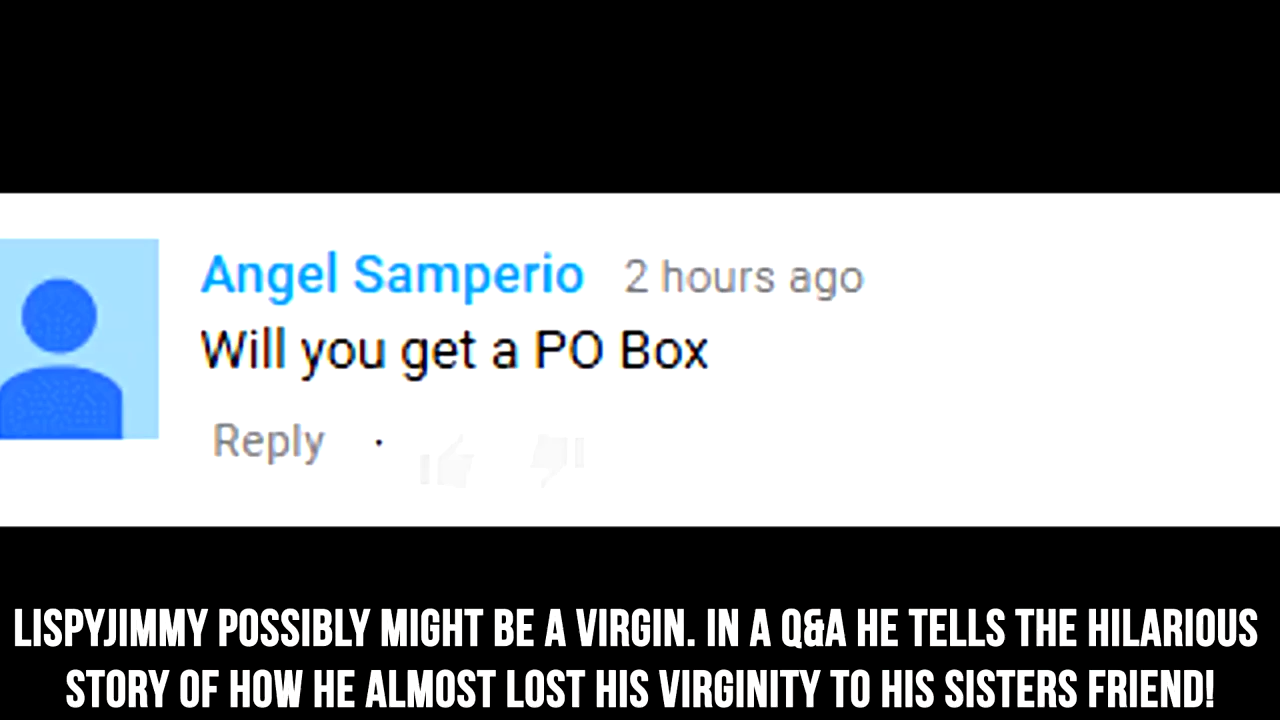 Angel Samperio 2 hours ago
Will you get a PO Box
Reply ·
LISPYJIMMY POSSIBLY MIGHT BE A VIRGIN. IN A Q&A HE TELLS THE HILARIOUS
STORY OF HOW HE ALMOST LOST HIS VIRGINITY TO HIS SISTERS FRIEND!